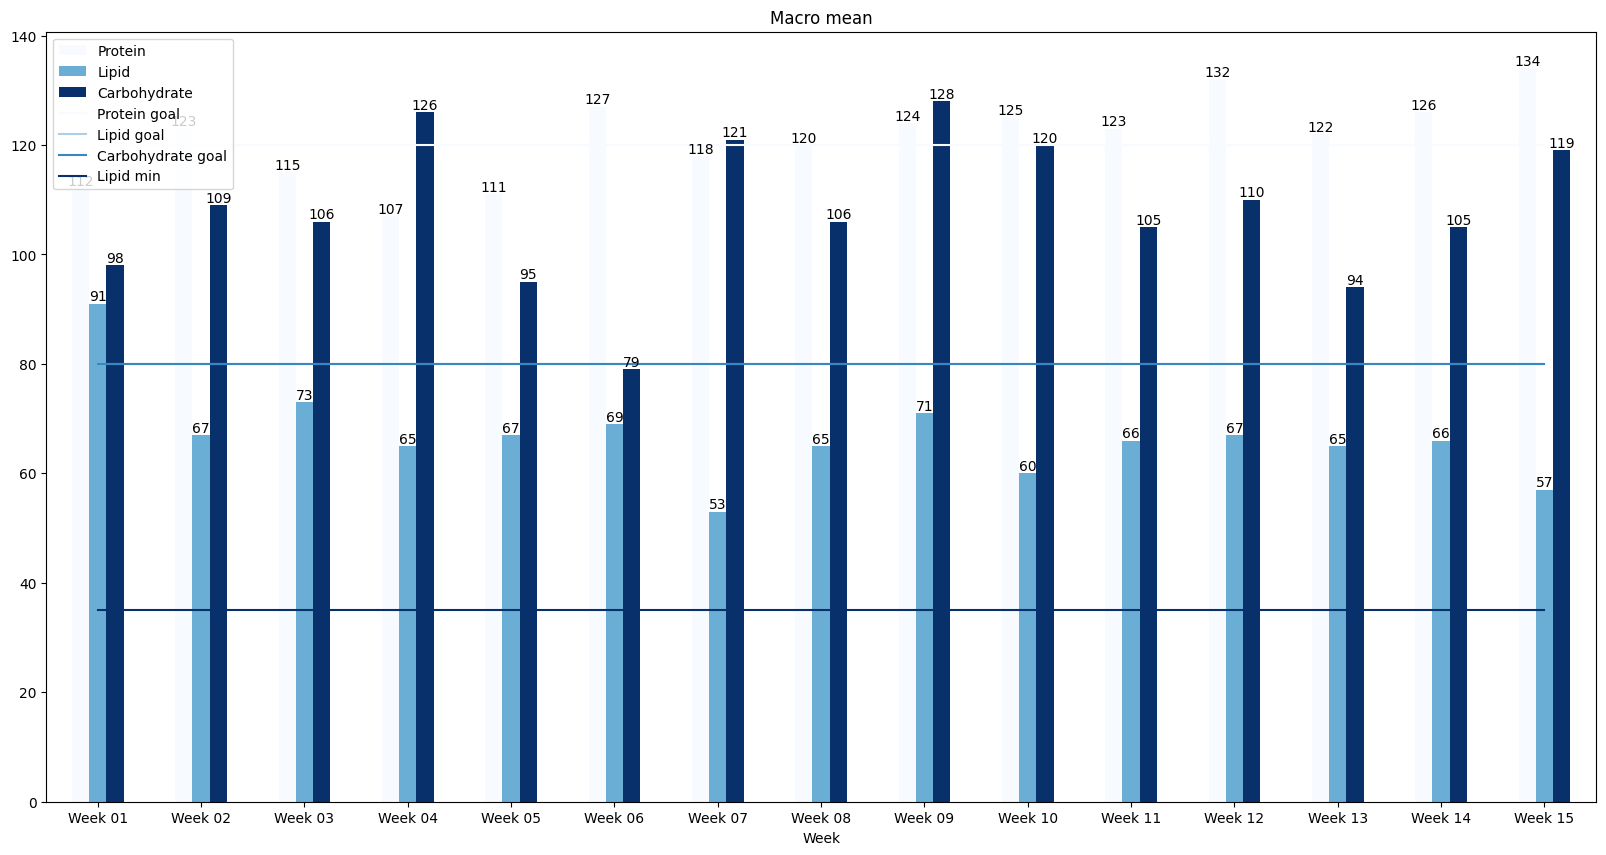 Macro mean
140
120
100
80
60
40
20
0
Protein
Lipid
Carbohydrate
Protein goal
Lipid goal
Carbohydrate goal
Lipid min
112 91 98
123 67 109
115 73 106
107 65 126
111 67 95
127 69 79
118 53 121
120 65 106
124 71 128
125 60 120
123 66 105
132 67 110
122 65 94
126 66 105
134 57 119
Week 01 Week 02 Week 03 Week 04 Week 05 Week 06 Week 07 Week 08 Week 09 Week 10 Week 11 Week 12 Week 13 Week 14 Week 15
Week